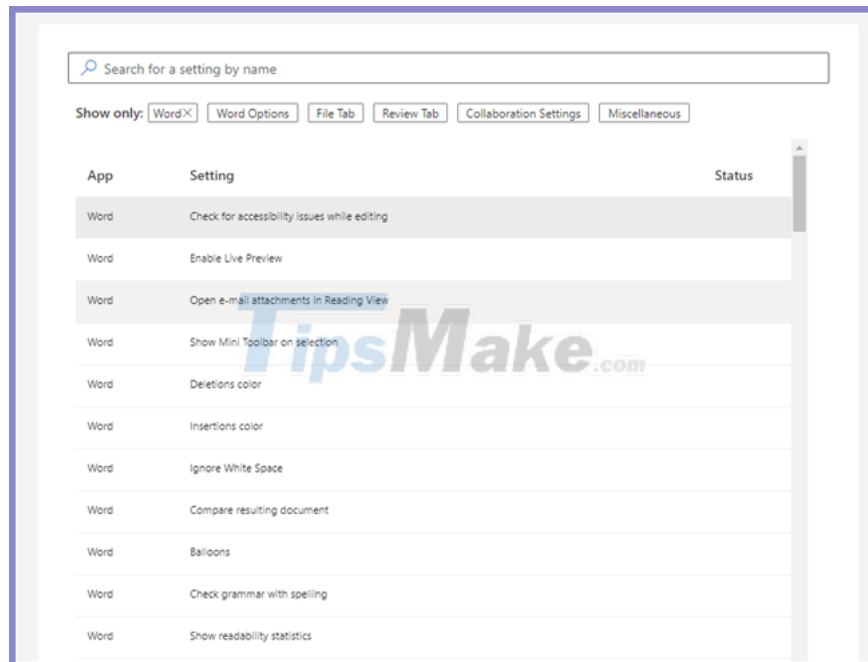 Search for a setting by name
Show only: Word× Word Options File Tab Review Tab Collaboration Settings Miscellaneous
App Setting Status
Word Check for accessibility issues while editing
Word Enable Live Preview
Word Open e-mail attachments in Reading View
Word Show Mini Toolbar on selection
TipsMake.com
Word Deletions color
Word Insertions color
Word Ignore White Space
Word Compare resulting document
Word Balloons
Word Check grammar with spelling
Word Show readability statistics